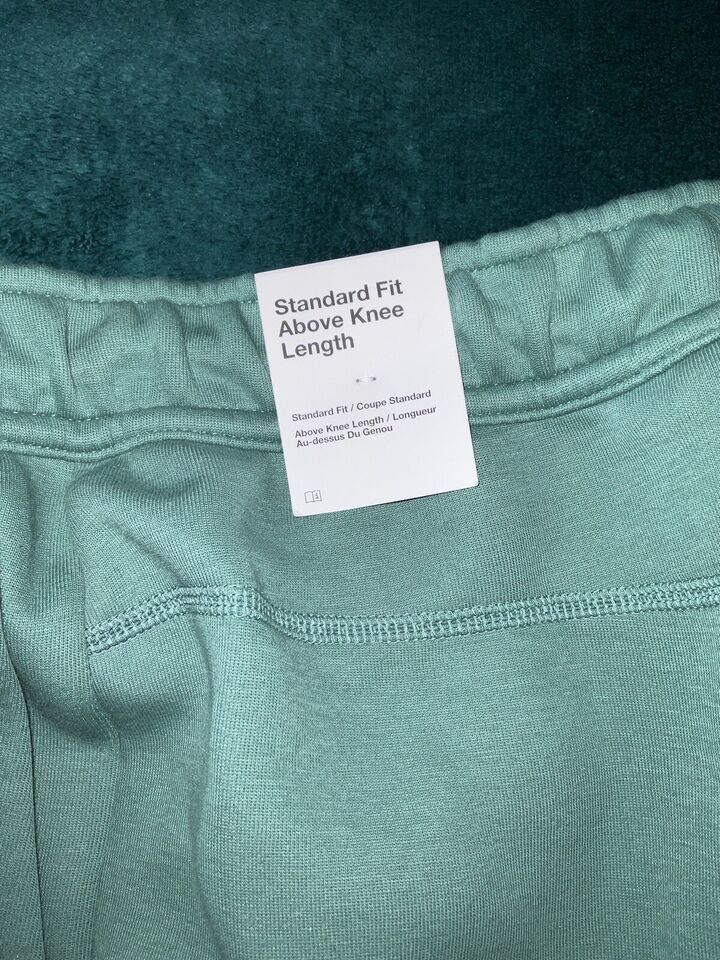 Standard Fit
Above Knee
Length
Standard Fit / Coupe Standard
Above Knee Length / Longueur
Au-dessus Du Genou